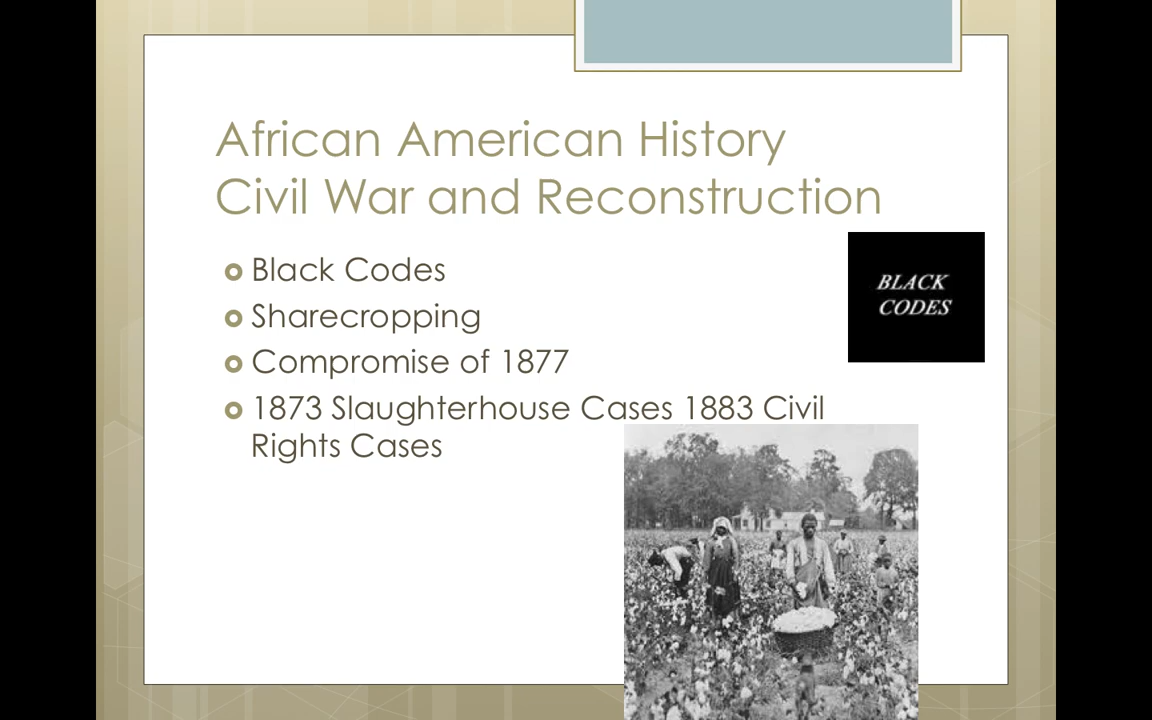 African American History
Civil War and Reconstruction
Black Codes
Sharecropping
Compromise of 1877
1873 Slaughterhouse Cases 1883 Civil
Rights Cases
BLACK
CODES